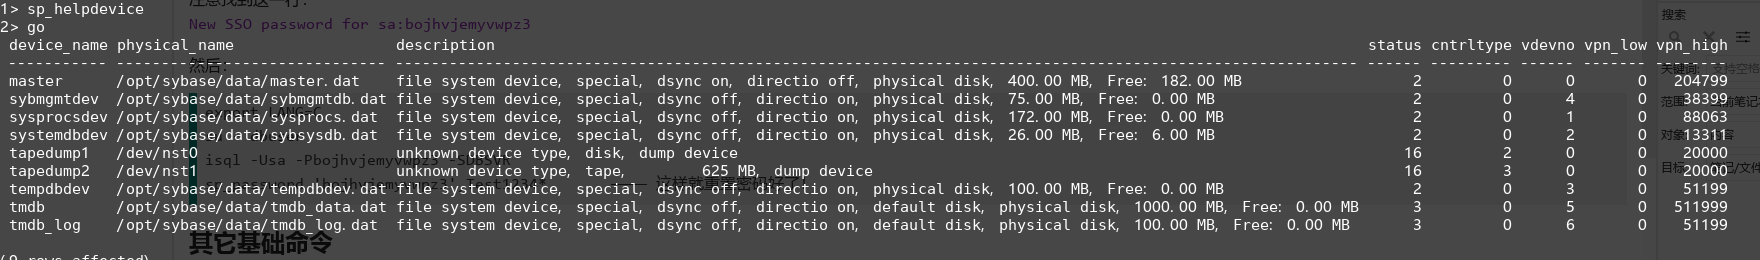 1> sp_helpdevice
2> go
New SSO password for sa:bojhvjemyvwpz3
device_name physical_name description status cntrltype vdevno vpn_low vpn_high
----------- ------------------------------ ------ --------- ------ ------- --------
然后:
master /opt/sybase/data/master.dat file system device, special, dsync on, directio off, physical disk, 400.00 MB, Free: 182.00 MB 2 0 0 0 204799
sybmgmtdev /opt/sybase/data/sybmgmtdb.dat file system device, special, dsync off, directio on, physical disk, 75.00 MB, Free: 0.00 MB 2 0 4 0 38399
sysprocsdev /opt/sybase/data/sysprocs.dat file system device, special, dsync off, directio on, physical disk, 172.00 MB, Free: 0.00 MB 2 0 1 0 88063
systemdbdev /opt/sybase/data/sybsysdb.dat file system device, special, dsync off, directio on, physical disk, 26.00 MB, Free: 6.00 MB 2 0 2 0 13311
tapedump1 /dev/nst0 unknown device type, disk, dump device 16 2 0 0 20000
isql -Usa -Pbojhvjemyvwpz3
tapedump2 /dev/nst1 unknown device type, tape, 625 MB, dump device 16 3 0 0 20000
tempdbdev /opt/sybase/data/tempdbdev.dat file system device, special, dsync off, directio on, physical disk, 100.00 MB, Free: 0.00 MB 2 0 3 0 51199
tmdb /opt/sybase/data/tmdb_data.dat file system device, special, dsync off, directio on, default disk, physical disk, 1000.00 MB, Free: 0.00 MB 3 0 5 0 511999
tmdb_log /opt/sybase/data/tmdb_log.dat file system device, special, dsync off, directio on, default disk, physical disk, 100.00 MB, Free: 0.00 MB 3 0 6 0 51199
其它基础命令
(9 rows affected)
搜索
关键词:
范围
对象
目标